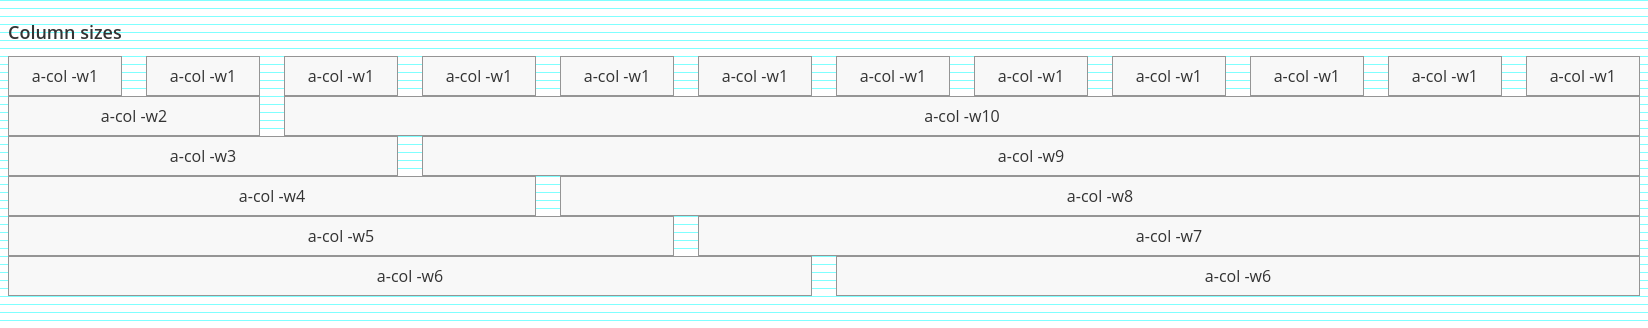 Column sizes
a-col -w1 a-col -w1 a-col -w1 a-col -w1 a-col -w1 a-col -w1 a-col -w1 a-col -w1 a-col -w1 a-col -w1 a-col -w1 a-col -w1
a-col -w2 a-col -w10
a-col -w3 a-col -w9
a-col -w4 a-col -w8
a-col -w5 a-col -w7
a-col -w6 a-col -w6